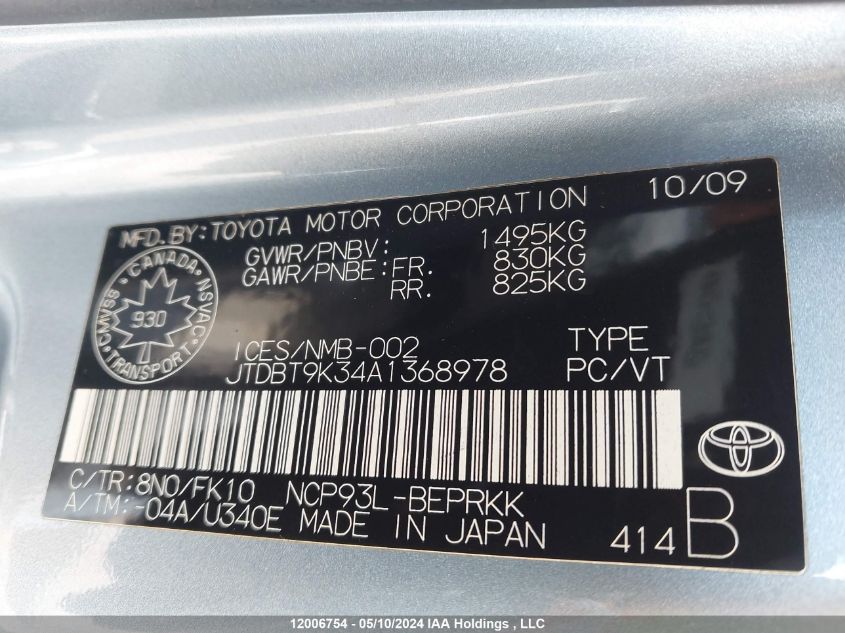 MFD.BY:TOYOTA MOTOR CORPORATION 10/09
GVWR/PNBV: 1495KG
GAWR/PNBE:FR. 830KG
RR. 825KG
CANADA
CMVSS 930 NSVAC
TRANSPORT
ICES/NMB-002 TYPE
JTDBT9K34A1368978 PC/VT
C/TR:8N0/FK10 NCP93L-BEPRKK
A/TM:-04A/U340E MADE IN JAPAN 414 B
12006754 - 05/10/2024 IAA Holdings , LLC